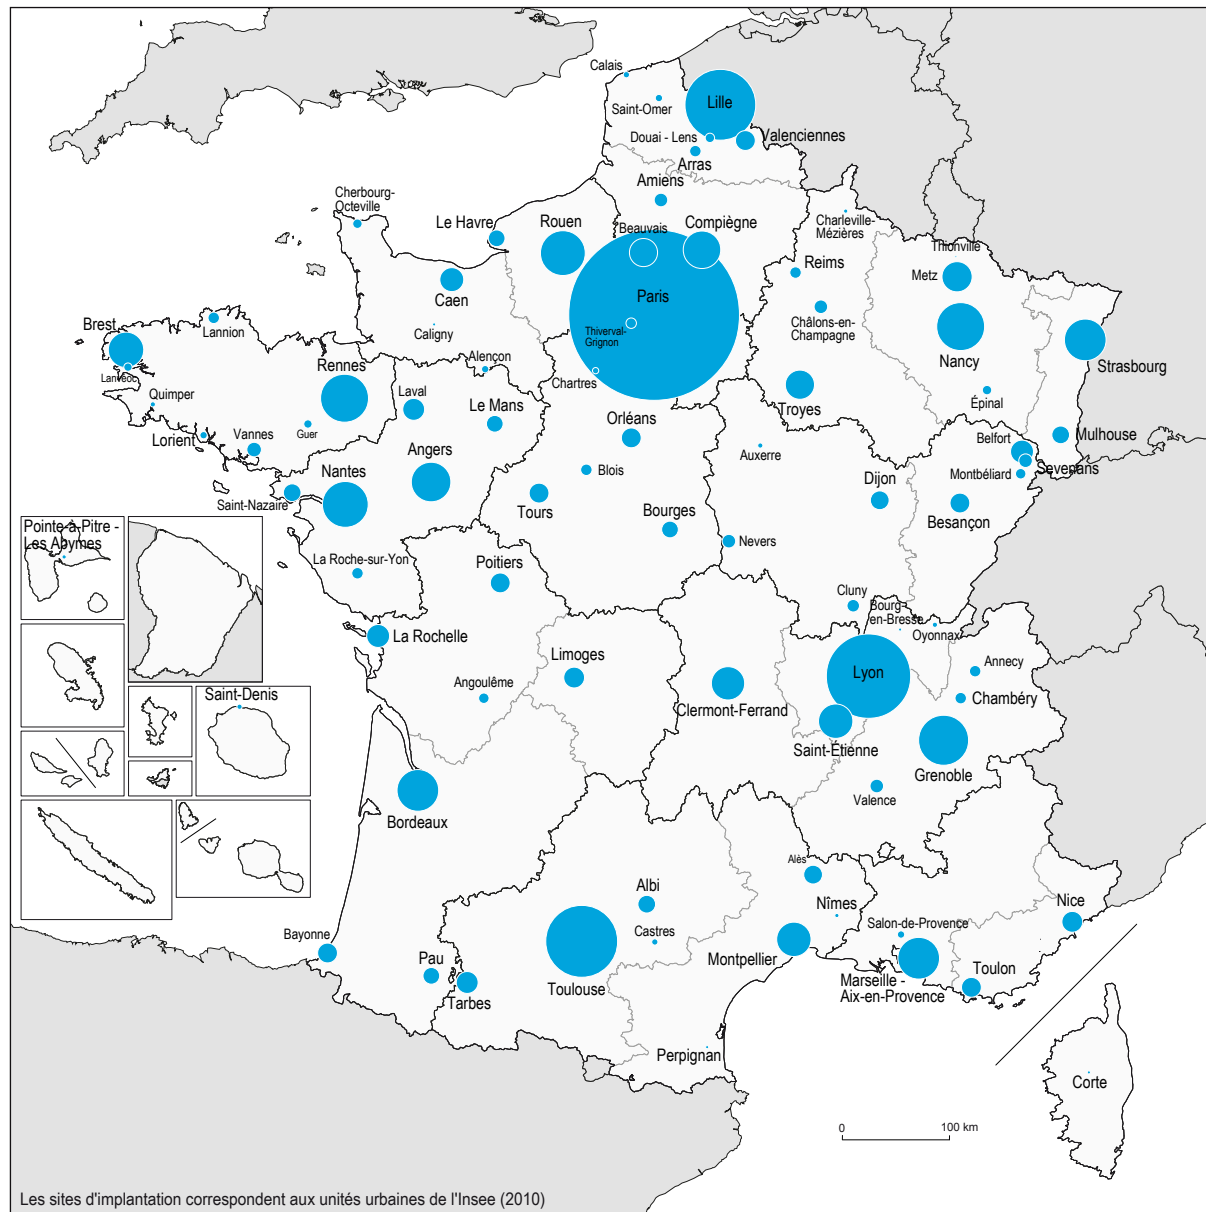 Calais
Saint-Omer
Lille
Douai - Lens
Valenciennes
Arras
Amiens
Cherbourg-
Octeville
Le Havre
Rouen
Beauvais
Compiègne
Charleville-
Mézières
Thionville
Reims
Metz
Caen
Paris
Châlons-en-
Champagne
Brest
Lannion
Caligny
Thiverval-
Grignon
Nancy
Strasbourg
Lanvéoc
Rennes
Alençon
Chartres
Quimper
Laval
Le Mans
Troyes
Épinal
Guer
Orléans
Lorient
Vannes
Auxerre
Belfort
Mulhouse
Angers
Blois
Sevenans
Nantes
Dijon
Montbéliard
Saint-Nazaire
Tours
Bourges
Besançon
Pointe-à-Pitre -
Les Abymes
Nevers
La Roche-sur-Yon
Poitiers
Cluny
Bourg-
en-Bresse
Oyonnax
La Rochelle
Limoges
Lyon
Annecy
Angoulême
Chambéry
Saint-Denis
Clermont-Ferrand
Saint-Étienne
Grenoble
Valence
Bordeaux
Alès
Albi
Nîmes
Nice
Bayonne
Castres
Salon-de-Provence
Pau
Montpellier
Toulon
Tarbes
Toulouse
Marseille -
Aix-en-Provence
Perpignan
Corte
0
100 km
Les sites d'implantation correspondent aux unités urbaines de l'Insee (2010)